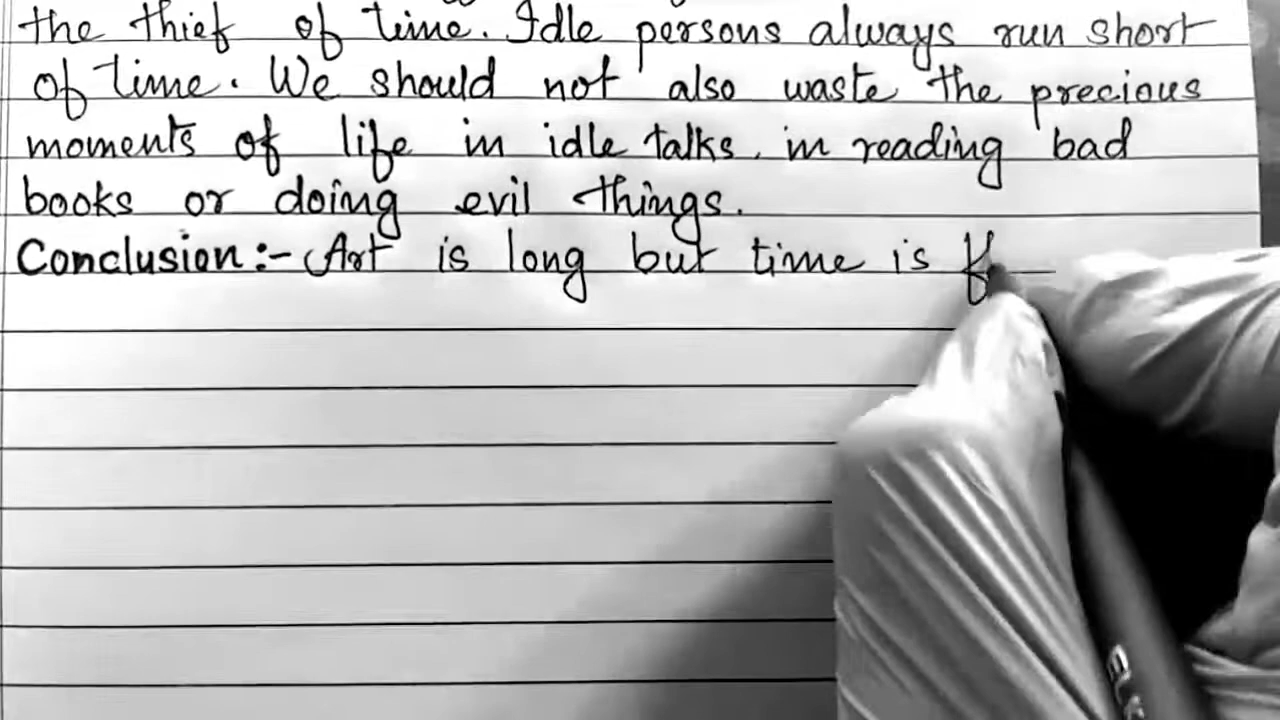 the thief of time. Idle persons always run short
of time. We should not also waste the precious
moments of life in idle talks, in reading bad
books or doing evil things.
Conclusion:- Art is long but time is